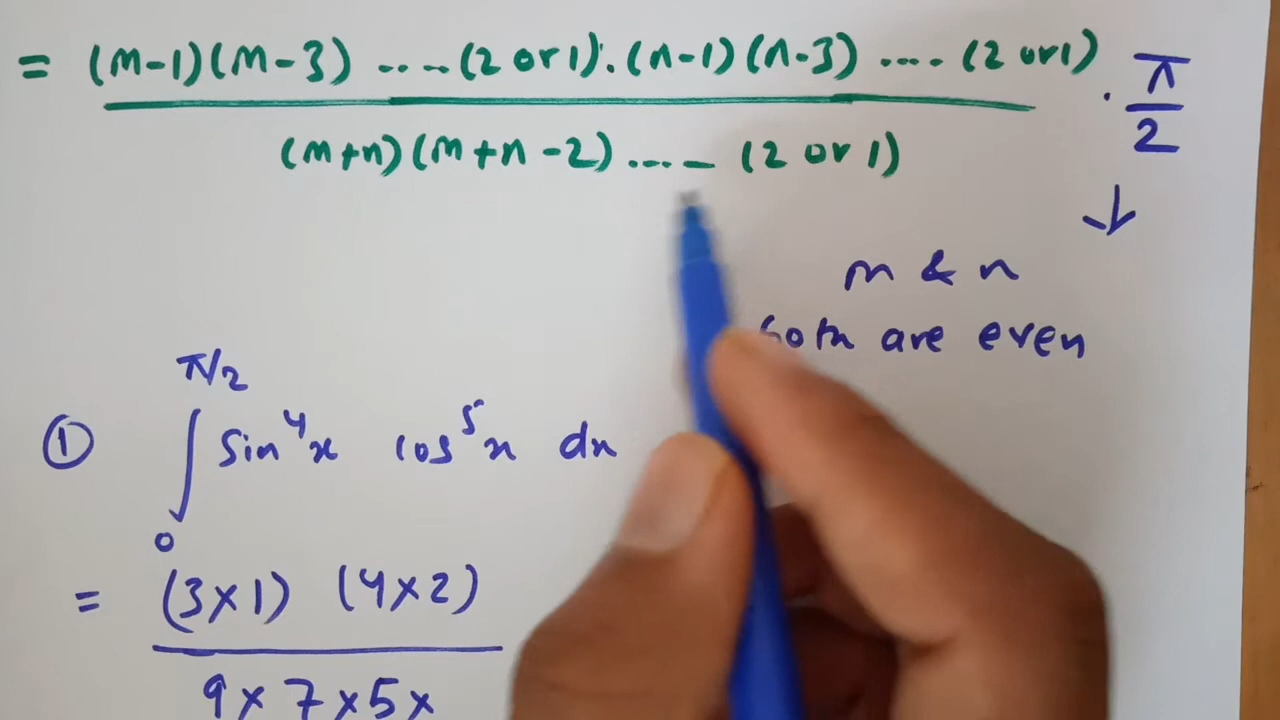 = (m-1)(m-3) ....(2 or 1).(n-1)(n-3) .... (2 or 1) . π/2
(m+n)(m+n-2)..... (2 or 1)
↓
m & n
both are even
① ∫₀^{π/2} sin⁴x cos⁵x dx
= (3×1) (4×2)
9×7×5×